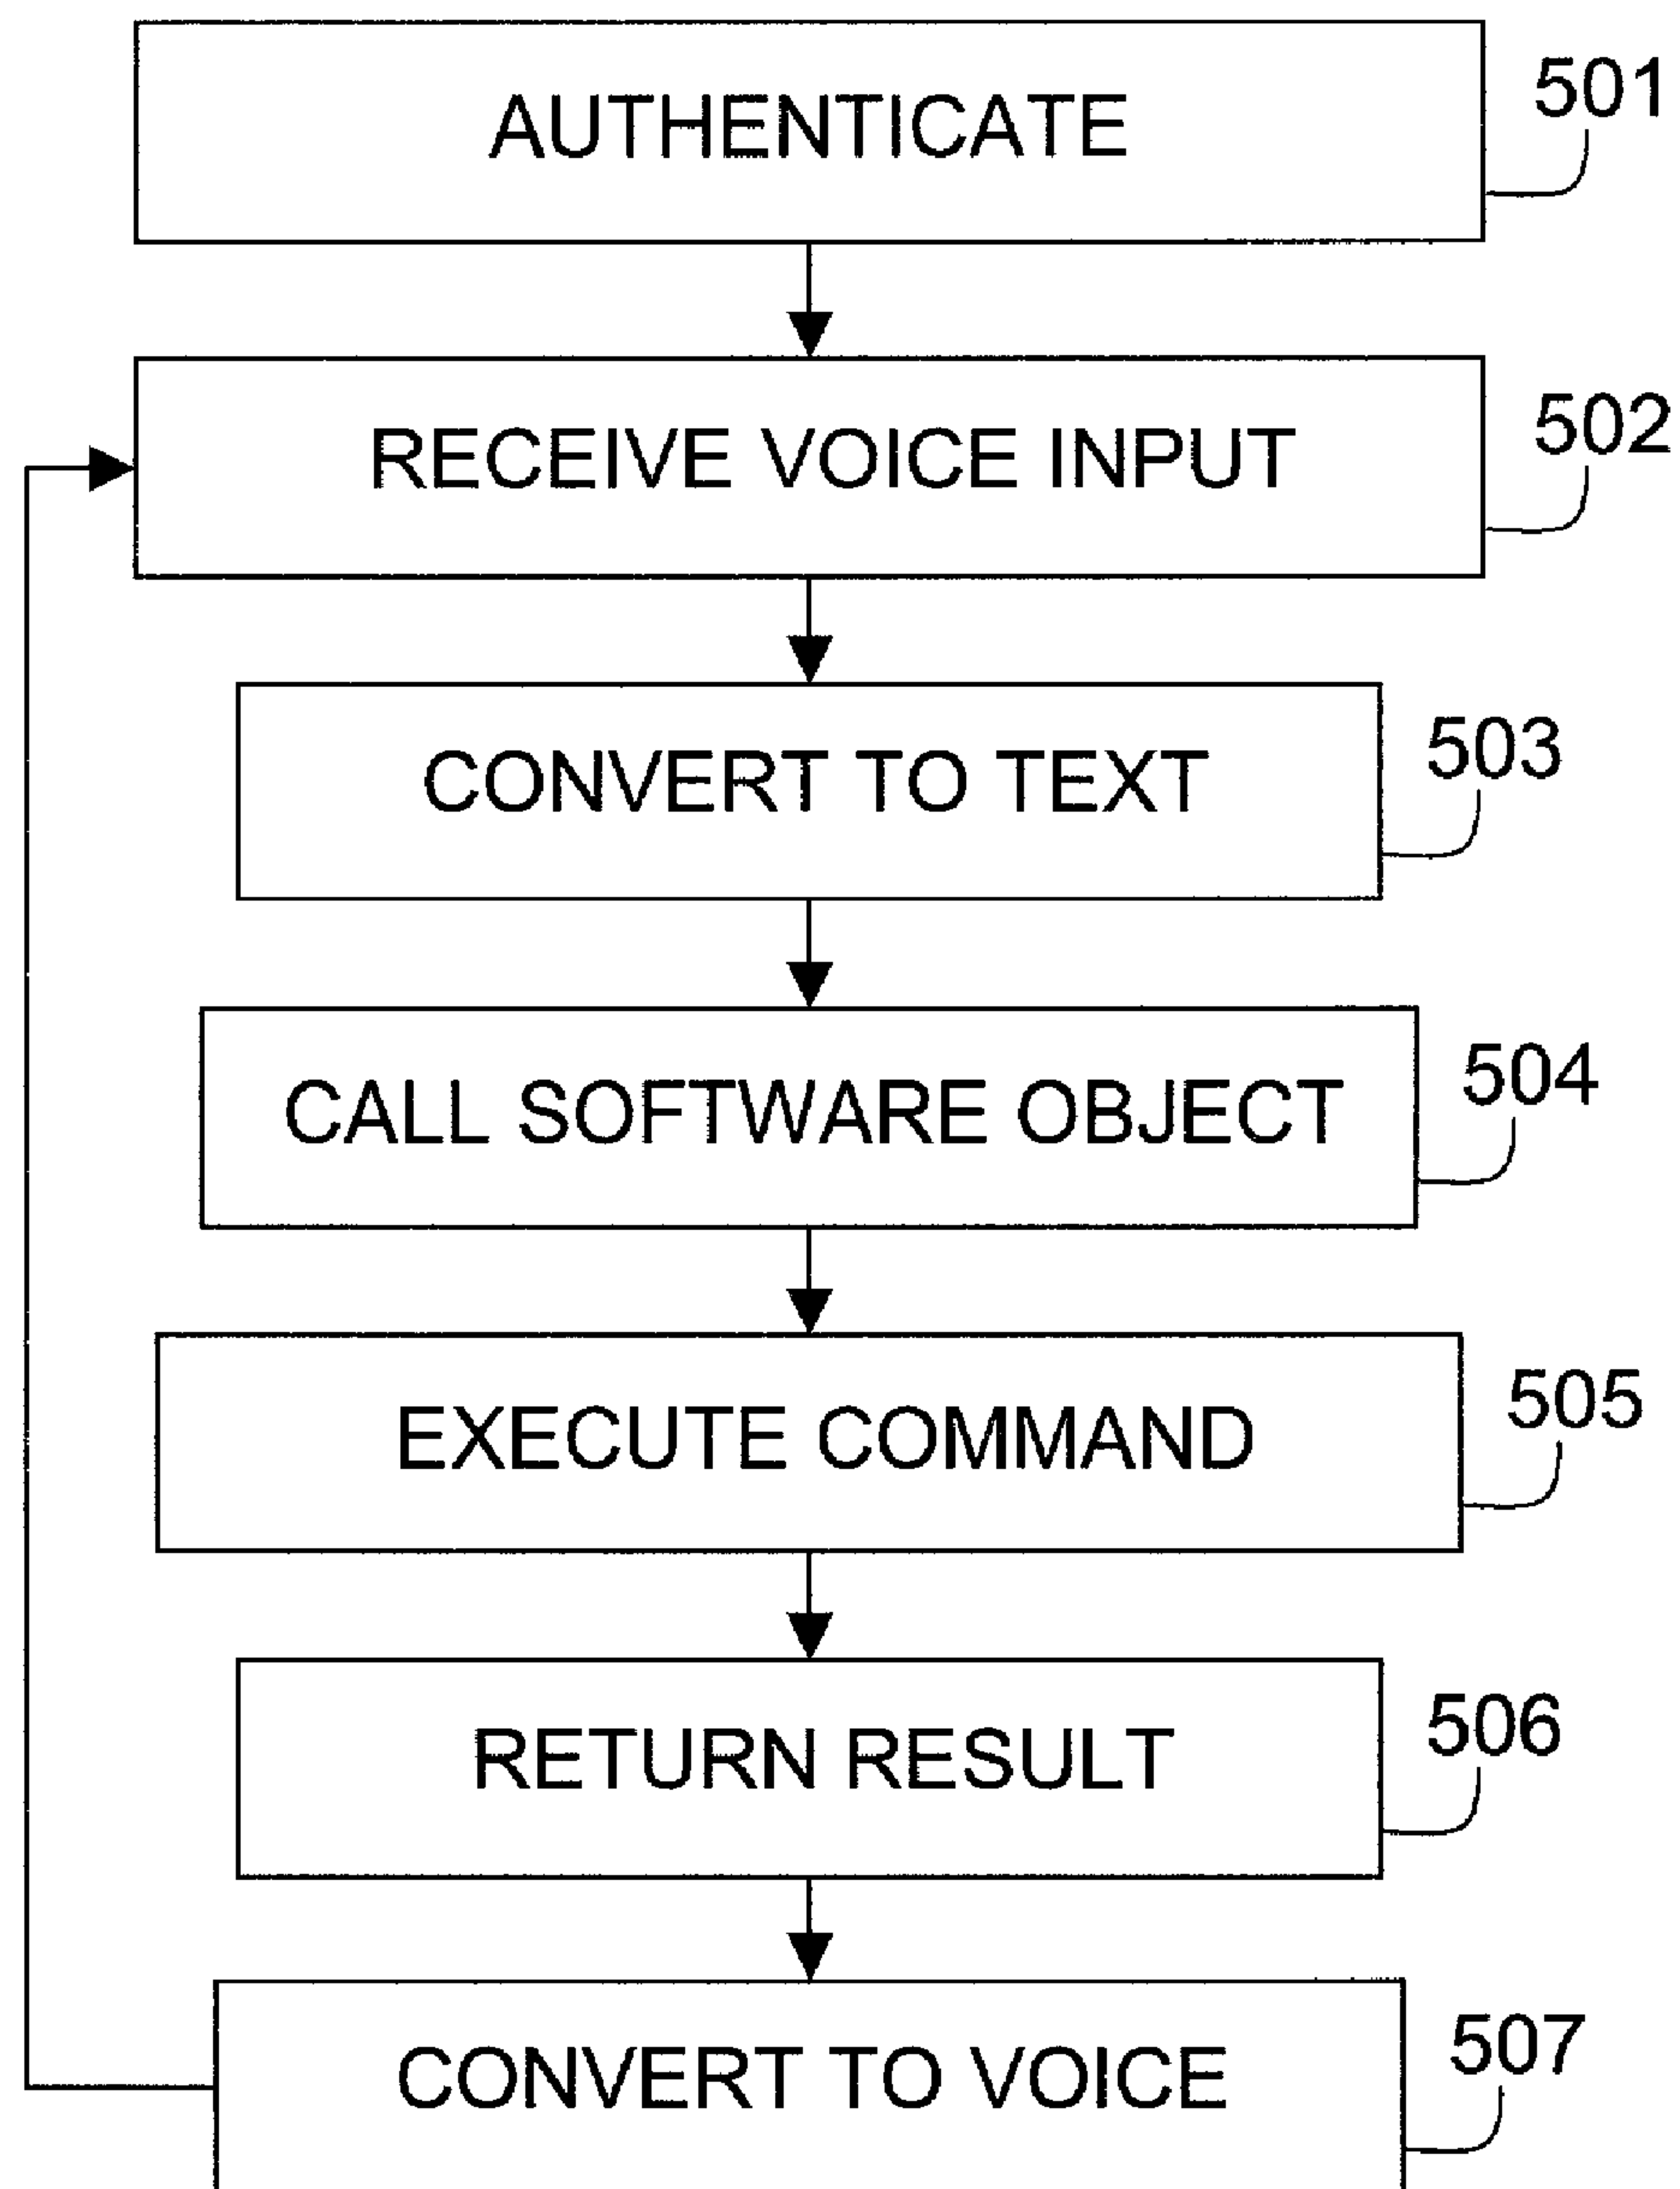 AUTHENTICATE
501
RECEIVE VOICE INPUT
502
CONVERT TO TEXT
503
CALL SOFTWARE OBJECT
504
EXECUTE COMMAND
505
RETURN RESULT
506
CONVERT TO VOICE
507